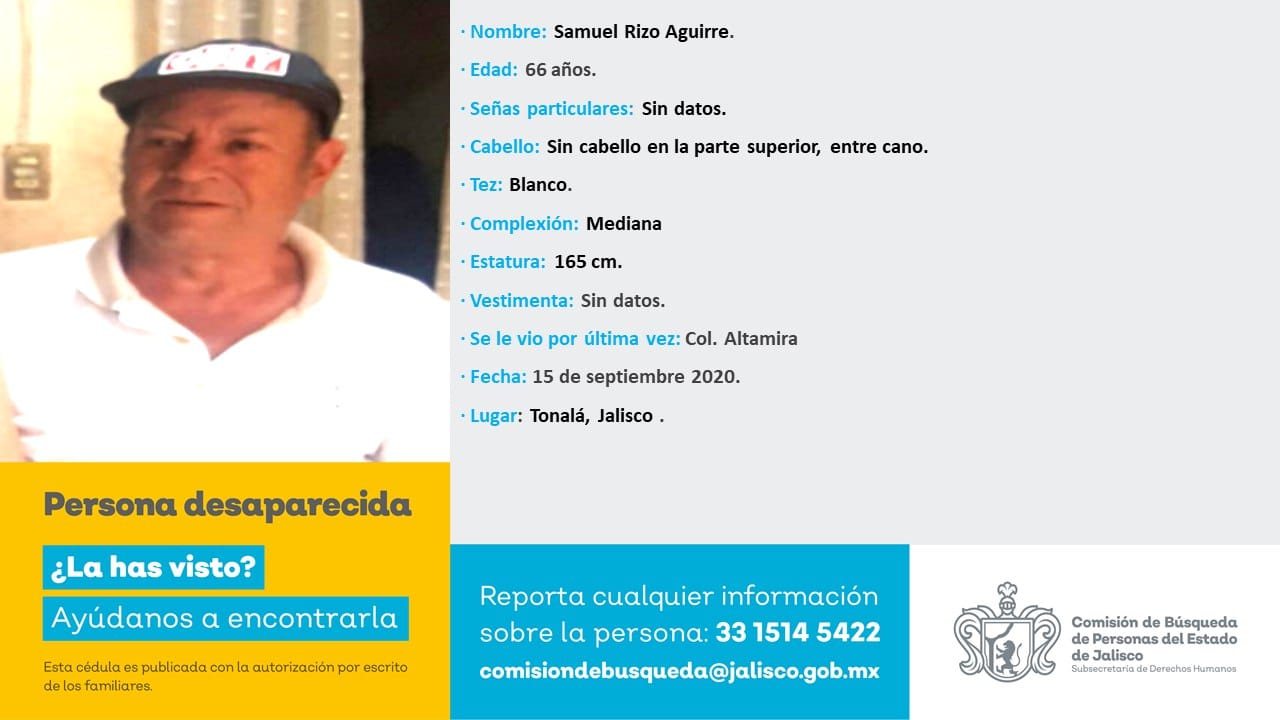 · Nombre: Samuel Rizo Aguirre.
· Edad: 66 años.
· Señas particulares: Sin datos.
· Cabello: Sin cabello en la parte superior, entre cano.
· Tez: Blanco.
· Complexión: Mediana
· Estatura: 165 cm.
· Vestimenta: Sin datos.
· Se le vio por última vez: Col. Altamira
· Fecha: 15 de septiembre 2020.
· Lugar: Tonalá, Jalisco .
Persona desaparecida
¿La has visto?
Ayúdanos a encontrarla
Esta cédula es publicada con la autorización por escrito
de los familiares.
Reporta cualquier información
sobre la persona: 33 1514 5422
comisiondebusqueda@jalisco.gob.mx
Comisión de Búsqueda
de Personas del Estado
de Jalisco
Subsecretaría de Derechos Humanos